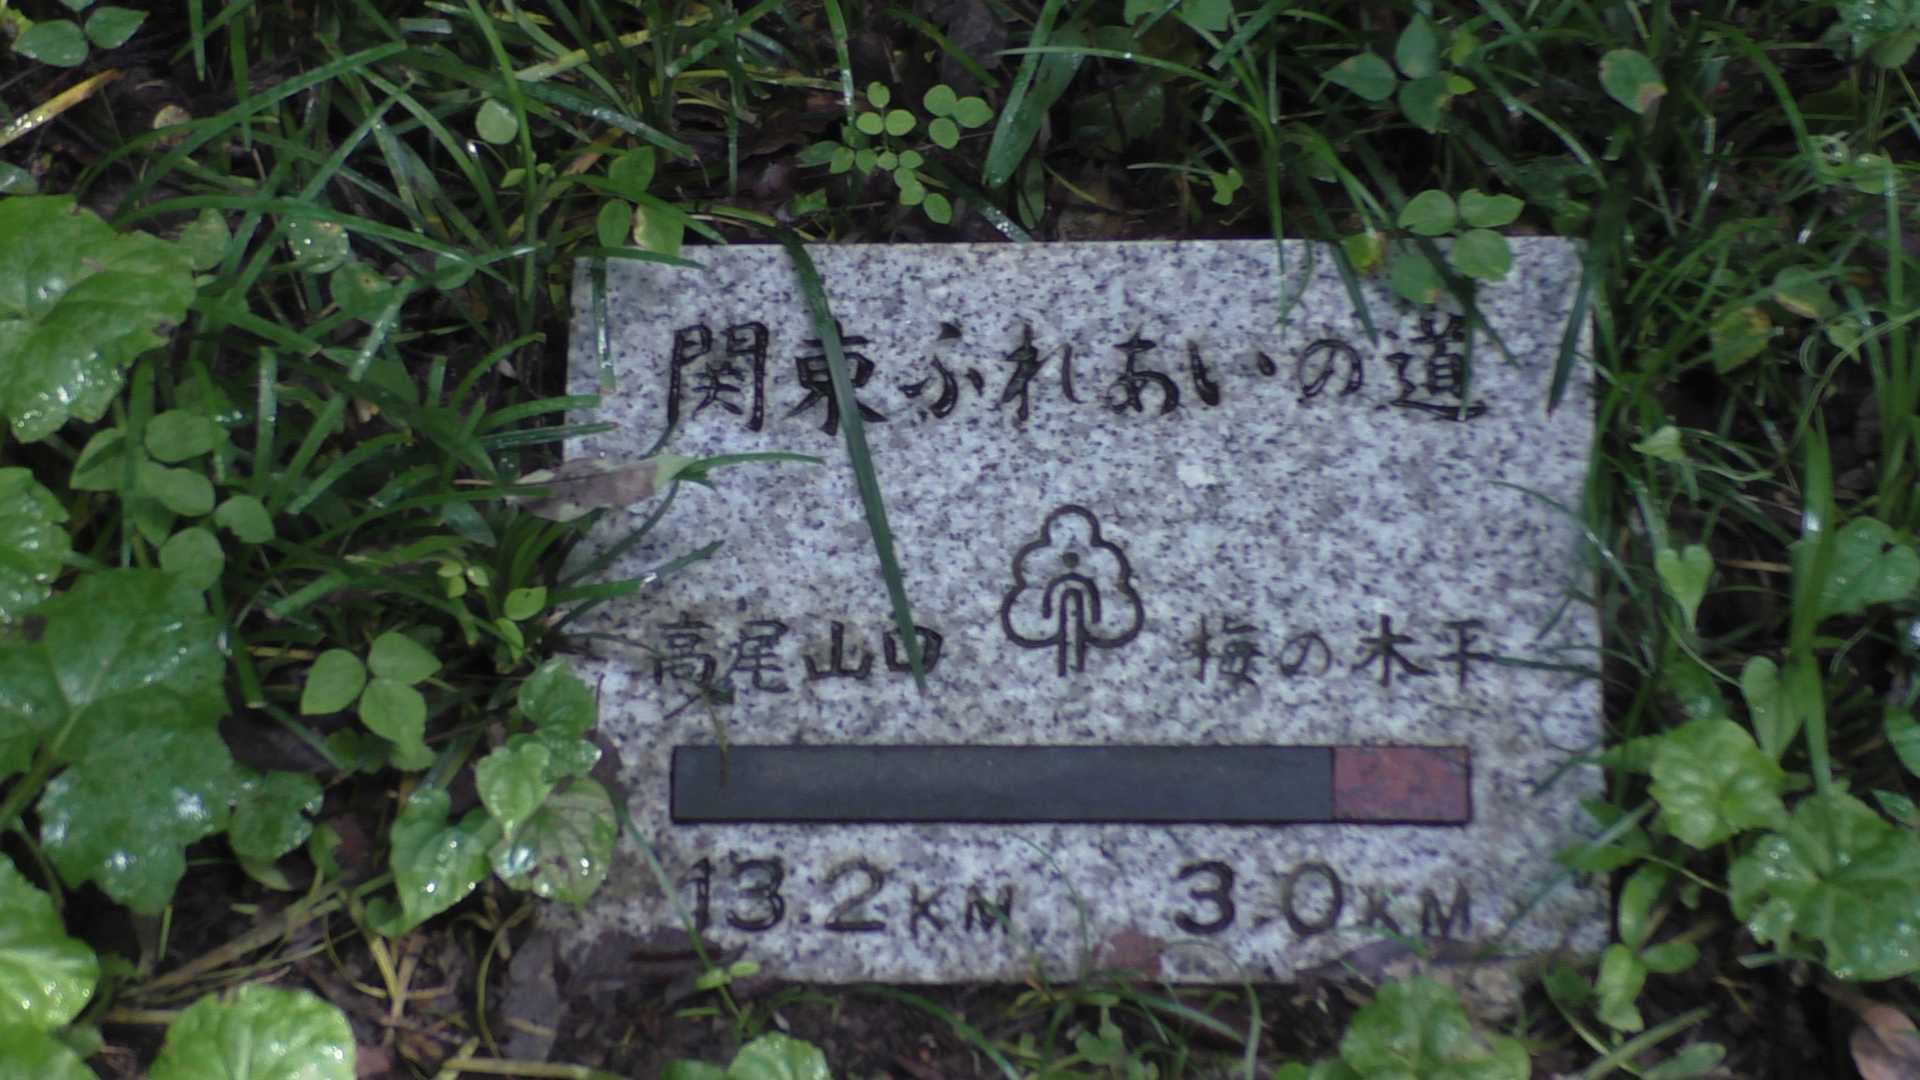 関東ふれあいの道
高尾山口 梅の木平
13.2KM 3.0KM